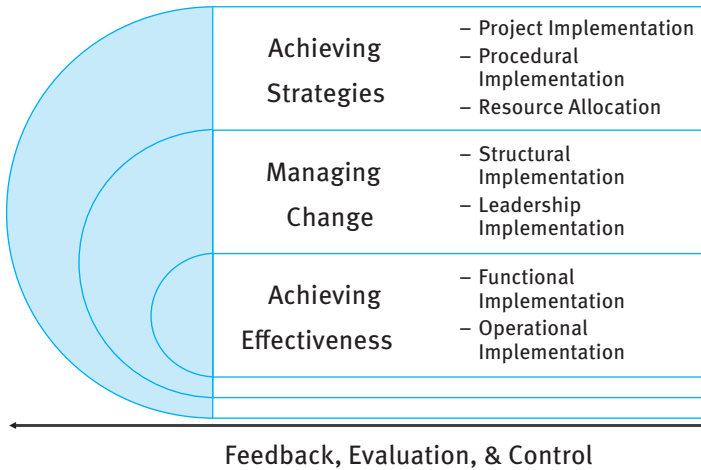 Achieving
Strategies
– Project Implementation
– Procedural
Implementation
– Resource Allocation
Managing
Change
– Structural
Implementation
– Leadership
Implementation
Achieving
Effectiveness
– Functional
Implementation
– Operational
Implementation
Feedback, Evaluation, & Control